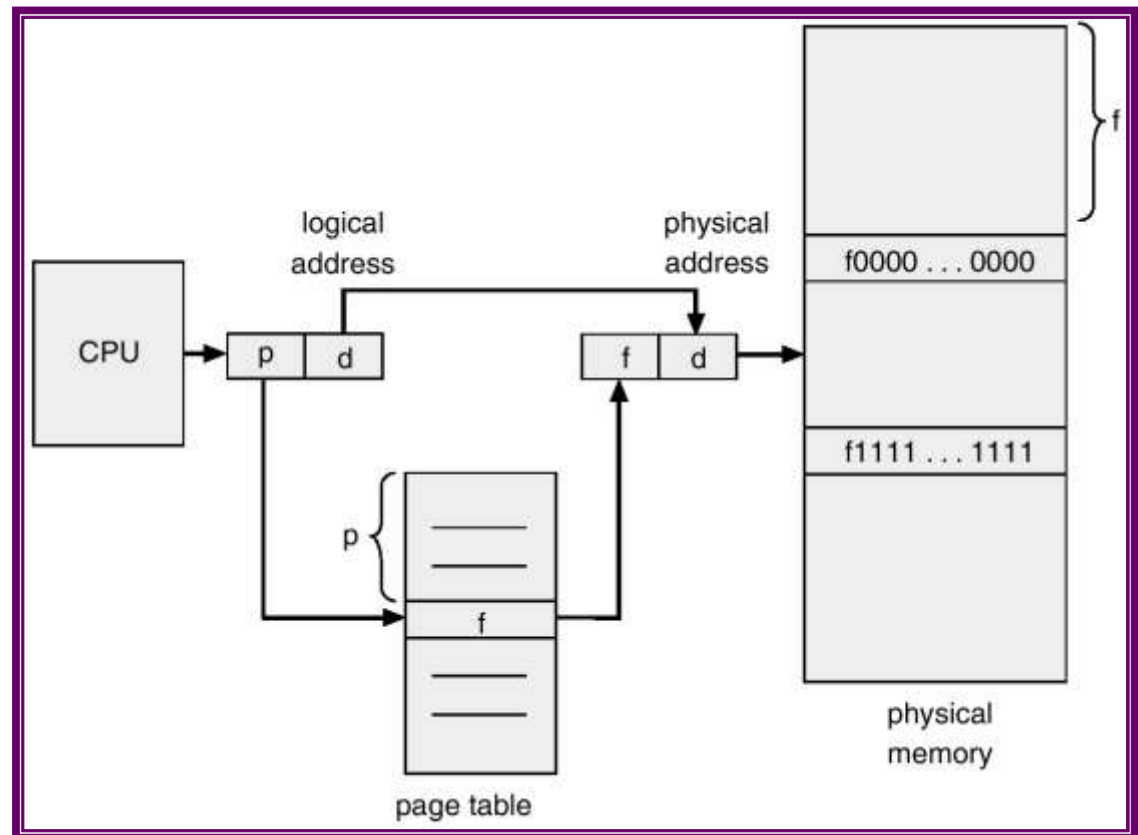 f
f0000 . . . 0000
logical
address
physical
address
CPU
p
d
f
d
f1111 . . . 1111
p
f
physical
memory
page table